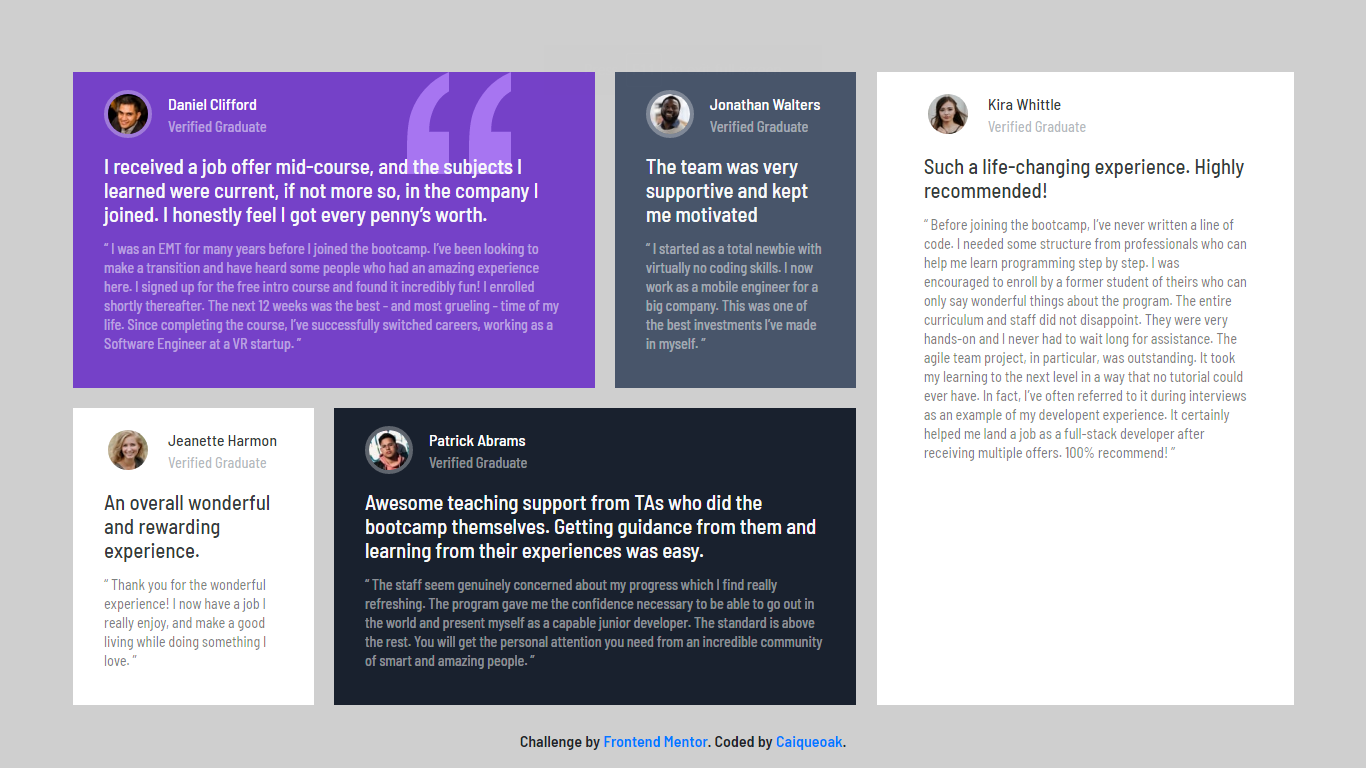 Daniel Clifford
Verified Graduate
I received a job offer mid-course, and the subjects I
learned were current, if not more so, in the company I
joined. I honestly feel I got every penny’s worth.
“ I was an EMT for many years before I joined the bootcamp. I’ve been looking to
make a transition and have heard some people who had an amazing experience
here. I signed up for the free intro course and found it incredibly fun! I enrolled
shortly thereafter. The next 12 weeks was the best - and most grueling - time of my
life. Since completing the course, I’ve successfully switched careers, working as a
Software Engineer at a VR startup. ”
Jonathan Walters
Verified Graduate
The team was very
supportive and kept
me motivated
“ I started as a total newbie with
virtually no coding skills. I now
work as a mobile engineer for a
big company. This was one of
the best investments I’ve made
in myself. ”
Kira Whittle
Verified Graduate
Such a life-changing experience. Highly
recommended!
“ Before joining the bootcamp, I’ve never written a line of
code. I needed some structure from professionals who can
help me learn programming step by step. I was
encouraged to enroll by a former student of theirs who can
only say wonderful things about the program. The entire
curriculum and staff did not disappoint. They were very
hands-on and I never had to wait long for assistance. The
agile team project, in particular, was outstanding. It took
my learning to the next level in a way that no tutorial could
ever have. In fact, I’ve often referred to it during interviews
as an example of my developent experience. It certainly
helped me land a job as a full-stack developer after
receiving multiple offers. 100% recommend! ”
Jeanette Harmon
Verified Graduate
An overall wonderful
and rewarding
experience.
“ Thank you for the wonderful
experience! I now have a job I
really enjoy, and make a good
living while doing something I
love. ”
Patrick Abrams
Verified Graduate
Awesome teaching support from TAs who did the
bootcamp themselves. Getting guidance from them and
learning from their experiences was easy.
“ The staff seem genuinely concerned about my progress which I find really
refreshing. The program gave me the confidence necessary to be able to go out in
the world and present myself as a capable junior developer. The standard is above
the rest. You will get the personal attention you need from an incredible community
of smart and amazing people. ”
Challenge by Frontend Mentor. Coded by Caiqueoak.